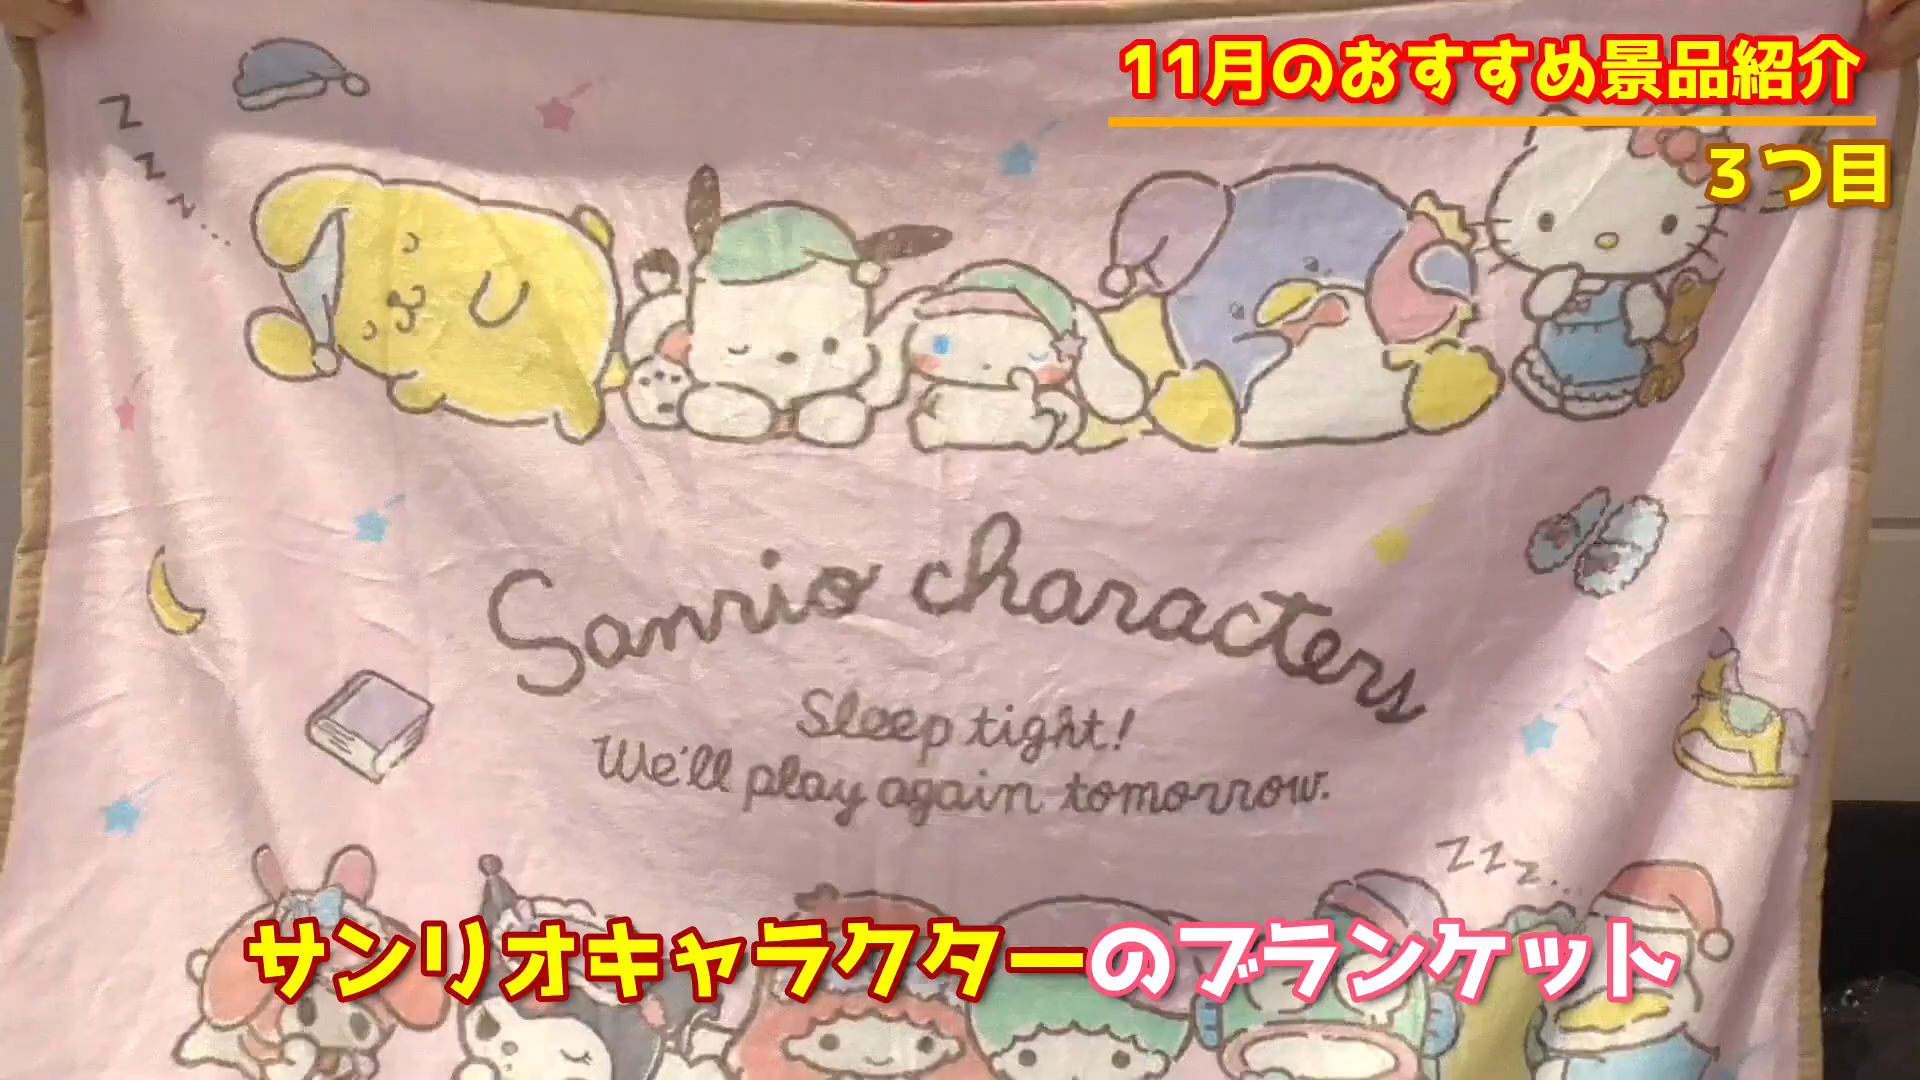 11月のおすすめ景品紹介
３つ目
z
z
z...
Sanrio characters
Sleep tight!
We'll play again tomorrow.
zzz...
サンリオキャラクターのブランケット